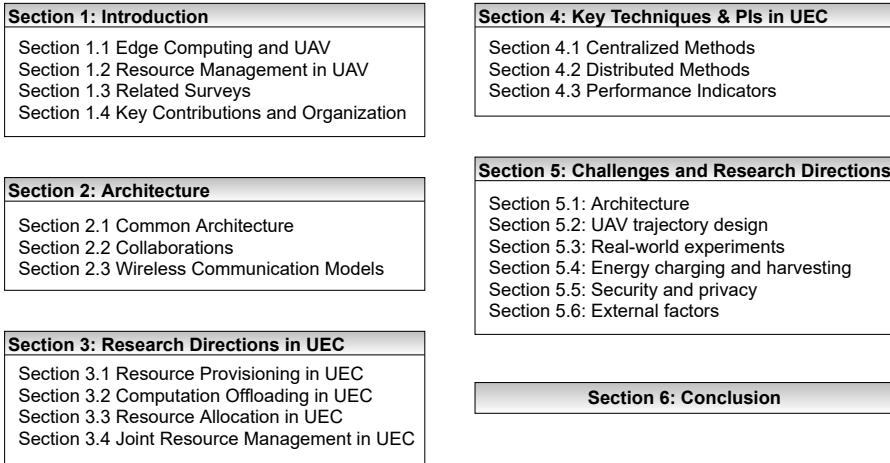 Section 1: Introduction
Section 1.1 Edge Computing and UAV
Section 1.2 Resource Management in UAV
Section 1.3 Related Surveys
Section 1.4 Key Contributions and Organization
Section 2: Architecture
Section 2.1 Common Architecture
Section 2.2 Collaborations
Section 2.3 Wireless Communication Models
Section 3: Research Directions in UEC
Section 3.1 Resource Provisioning in UEC
Section 3.2 Computation Offloading in UEC
Section 3.3 Resource Allocation in UEC
Section 3.4 Joint Resource Management in UEC
Section 4: Key Techniques & PIs in UEC
Section 4.1 Centralized Methods
Section 4.2 Distributed Methods
Section 4.3 Performance Indicators
Section 5: Challenges and Research Directions
Section 5.1: Architecture
Section 5.2: UAV trajectory design
Section 5.3: Real-world experiments
Section 5.4: Energy charging and harvesting
Section 5.5: Security and privacy
Section 5.6: External factors
Section 6: Conclusion